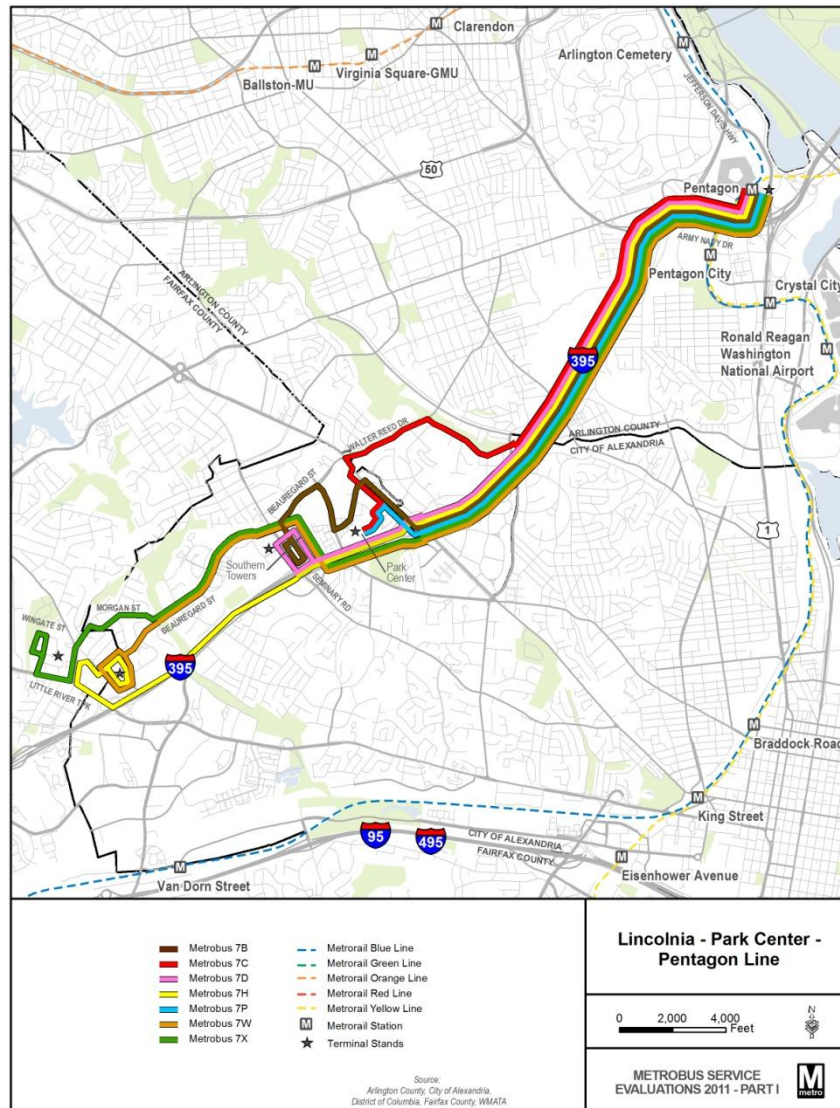 Clarendon
Virginia Square-GMU
Ballston-MU
Arlington Cemetery
JEFFERSON DAVIS HWY
50
Pentagon
ARMY NAVY DR
Pentagon City
Crystal City
Ronald Reagan
Washington
National Airport
ARLINGTON COUNTY
FAIRFAX COUNTY
395
WALTER REED DR
ARLINGTON COUNTY
CITY OF ALEXANDRIA
BEAUREGARD ST
1
Southern
Towers
Park
Center
SEMINARY RD
MORGAN ST
BEAUREGARD ST
WINGATE ST
LITTLE RIVER TPK
395
Braddock Road
King Street
95
495
CITY OF ALEXANDRIA
FAIRFAX COUNTY
Eisenhower Avenue
Van Dorn Street
Metrobus 7B
Metrobus 7C
Metrobus 7D
Metrobus 7H
Metrobus 7P
Metrobus 7W
Metrobus 7X
Metrorail Blue Line
Metrorail Green Line
Metrorail Orange Line
Metrorail Red Line
Metrorail Yellow Line
M Metrorail Station
Terminal Stands
Source:
Arlington County, City of Alexandria,
District of Columbia, Fairfax County, WMATA
Lincolnia - Park Center -
Pentagon Line
0 2,000 4,000
Feet
METROBUS SERVICE
EVALUATIONS 2011 - PART I
M
metro